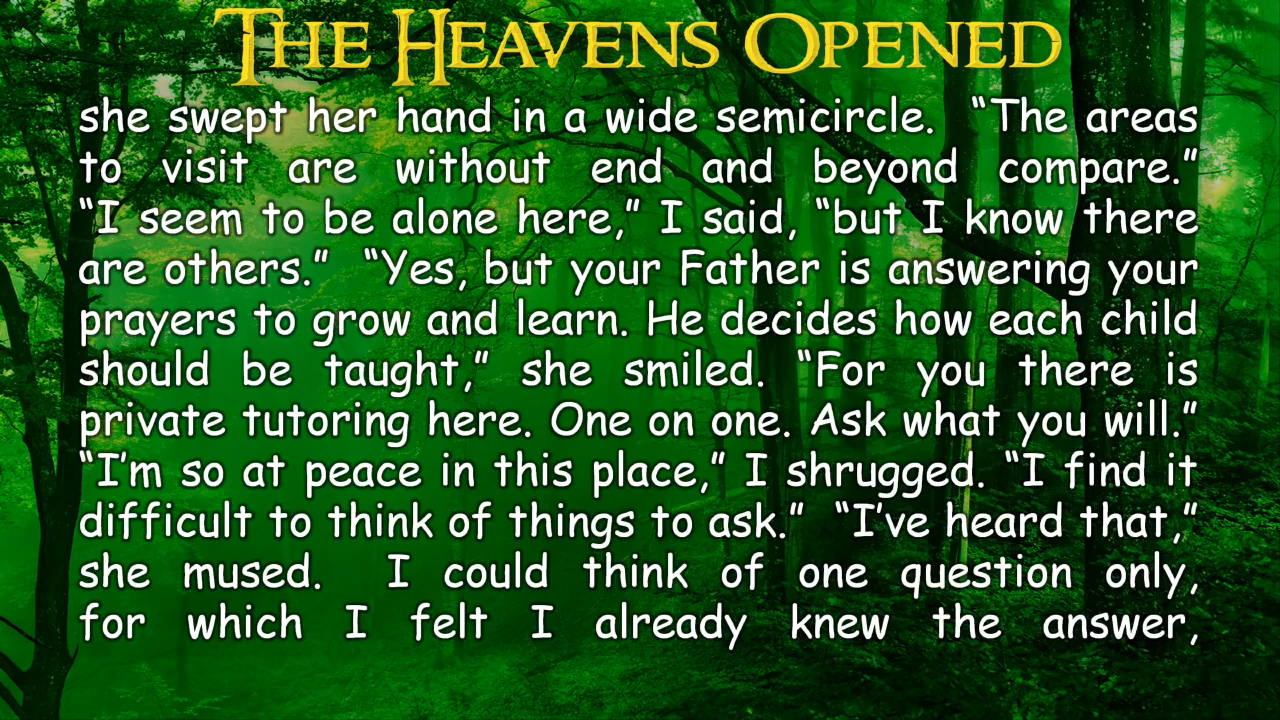 The Heavens Opened
she swept her hand in a wide semicircle.  “The areas
to visit are without end and beyond compare.”
“I seem to be alone here,” I said, “but I know there
are others.”  “Yes, but your Father is answering your
prayers to grow and learn. He decides how each child
should be taught,” she smiled. “For you there is
private tutoring here. One on one. Ask what you will.”
“I’m so at peace in this place,” I shrugged. “I find it
difficult to think of things to ask.”  “I’ve heard that,”
she mused.  I could think of one question only,
for which I felt I already knew the answer,